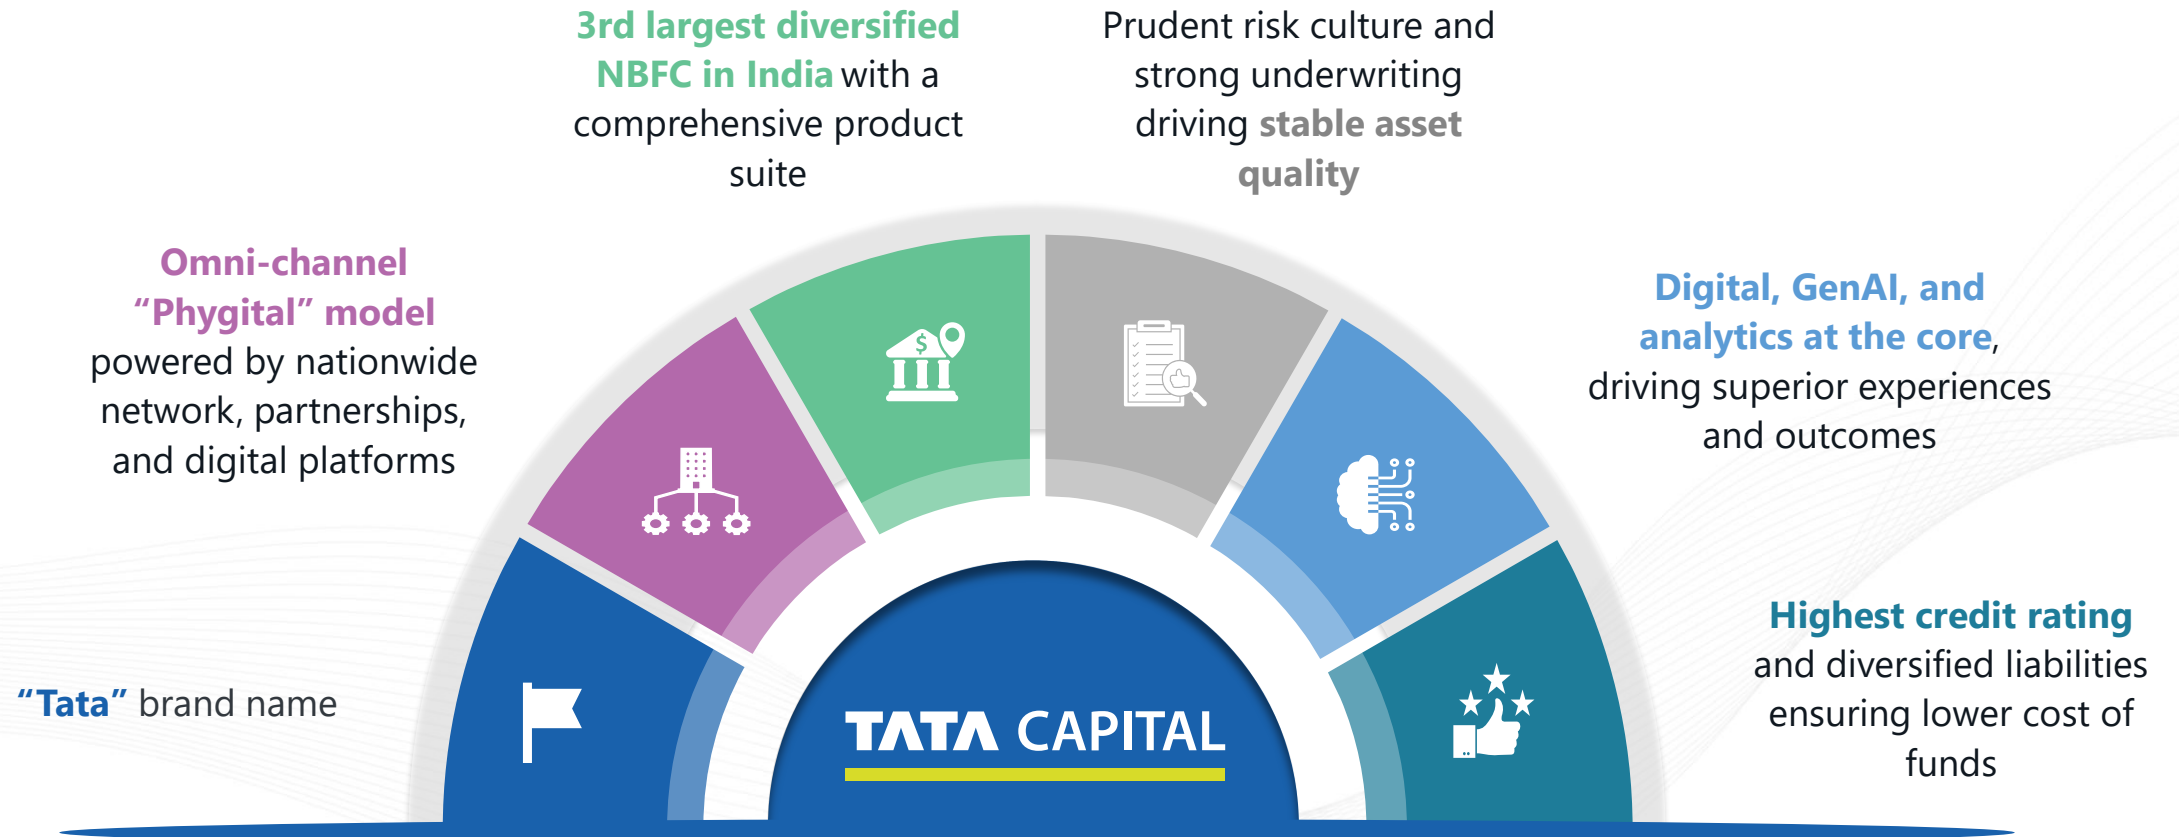 3rd largest diversified
NBFC in India with a
comprehensive product
suite
Prudent risk culture and
strong underwriting
driving stable asset
quality
Omni-channel
“Phygital” model
powered by nationwide
network, partnerships,
and digital platforms
Digital, GenAI, and
analytics at the core,
driving superior experiences
and outcomes
“Tata” brand name
Highest credit rating
and diversified liabilities
ensuring lower cost of
funds
$
TATA CAPITAL